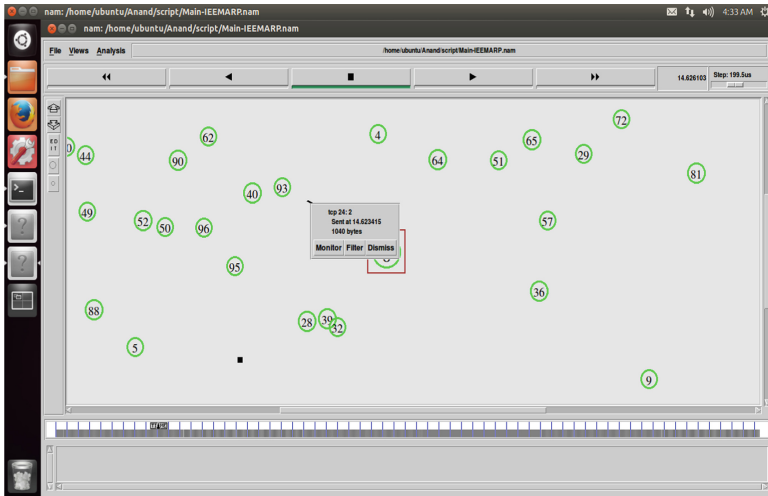 nam: /home/ubuntu/Anand/script/Main-IEEMARP.nam
4:33 AM
nam: /home/ubuntu/Anand/script/Main-IEEMARP.nam
File Views Analysis
/home/ubuntu/Anand/script/Main-IEEMARP.nam
14.626103
Step: 199.5us
72
62
4
65
44
90
64
51
29
81
40
93
49
52
50
96
57
tcp 24: 2
Sent at 14.623415
1040 bytes
Monitor Filter Dismiss
95
36
88
28
39
32
5
9